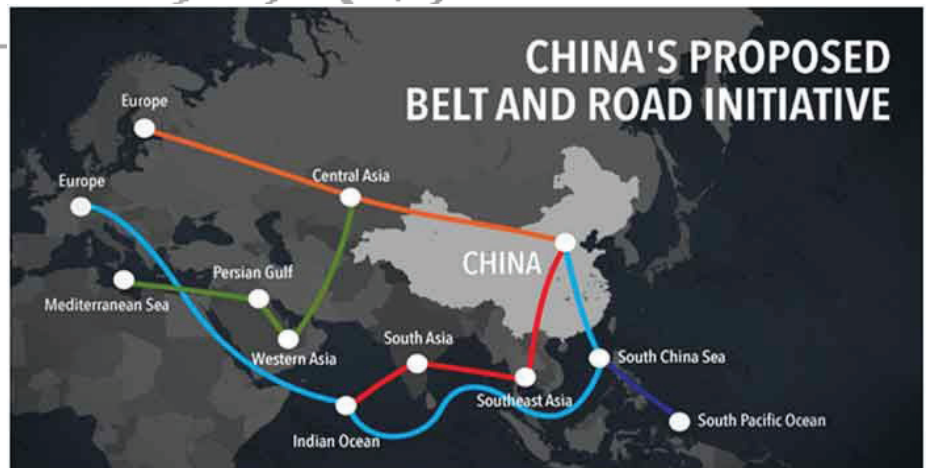 CHINA'S PROPOSED
BELT AND ROAD INITIATIVE
Europe
Central Asia
Europe
CHINA
Persian Gulf
Mediterranean Sea
South Asia
Western Asia
South China Sea
Southeast Asia
South Pacific Ocean
Indian Ocean